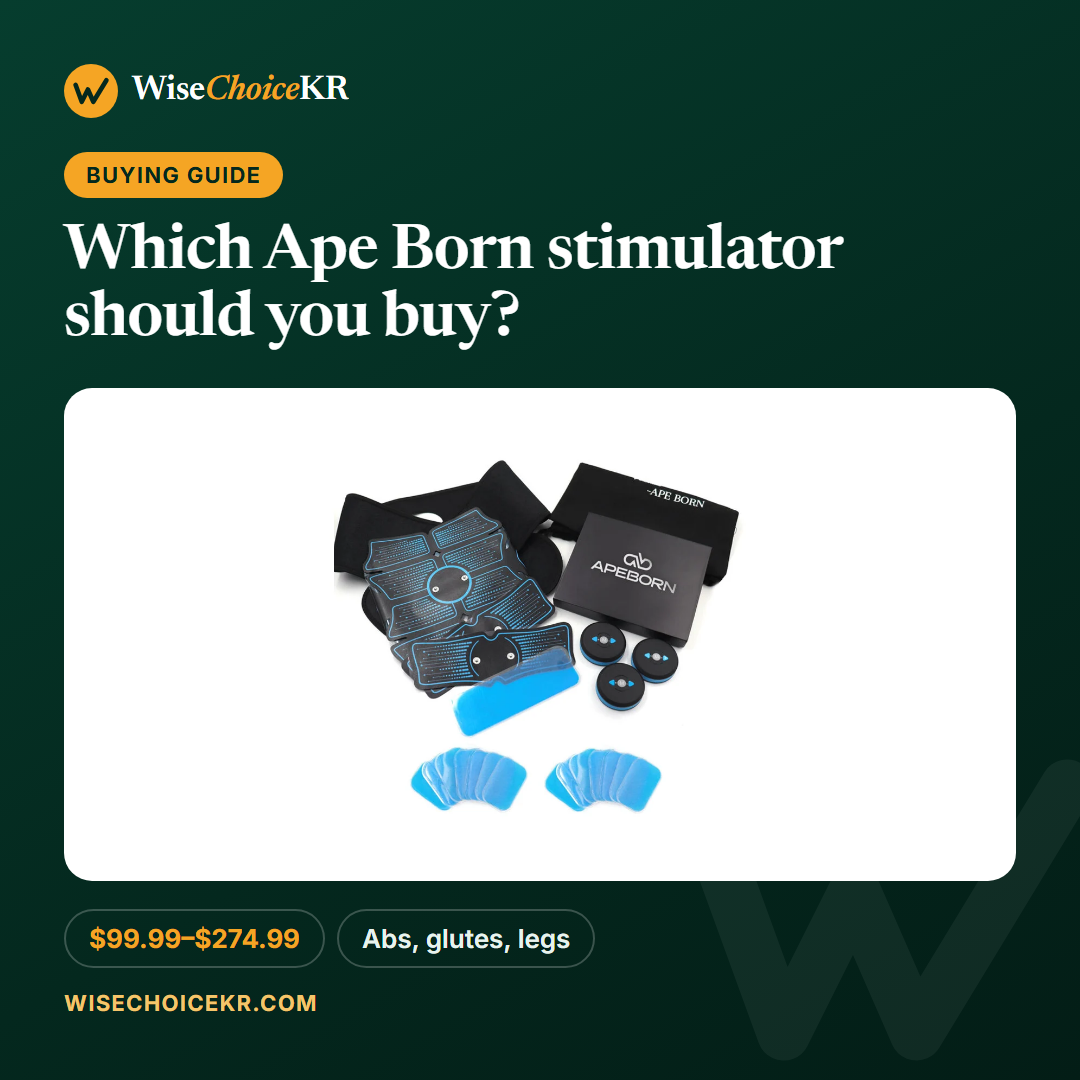 WiseChoiceKR
BUYING GUIDE
Which Ape Born stimulator
should you buy?
-APE BORN
APEBORN
$99.99–$274.99
Abs, glutes, legs
WISECHOICEKR.COM